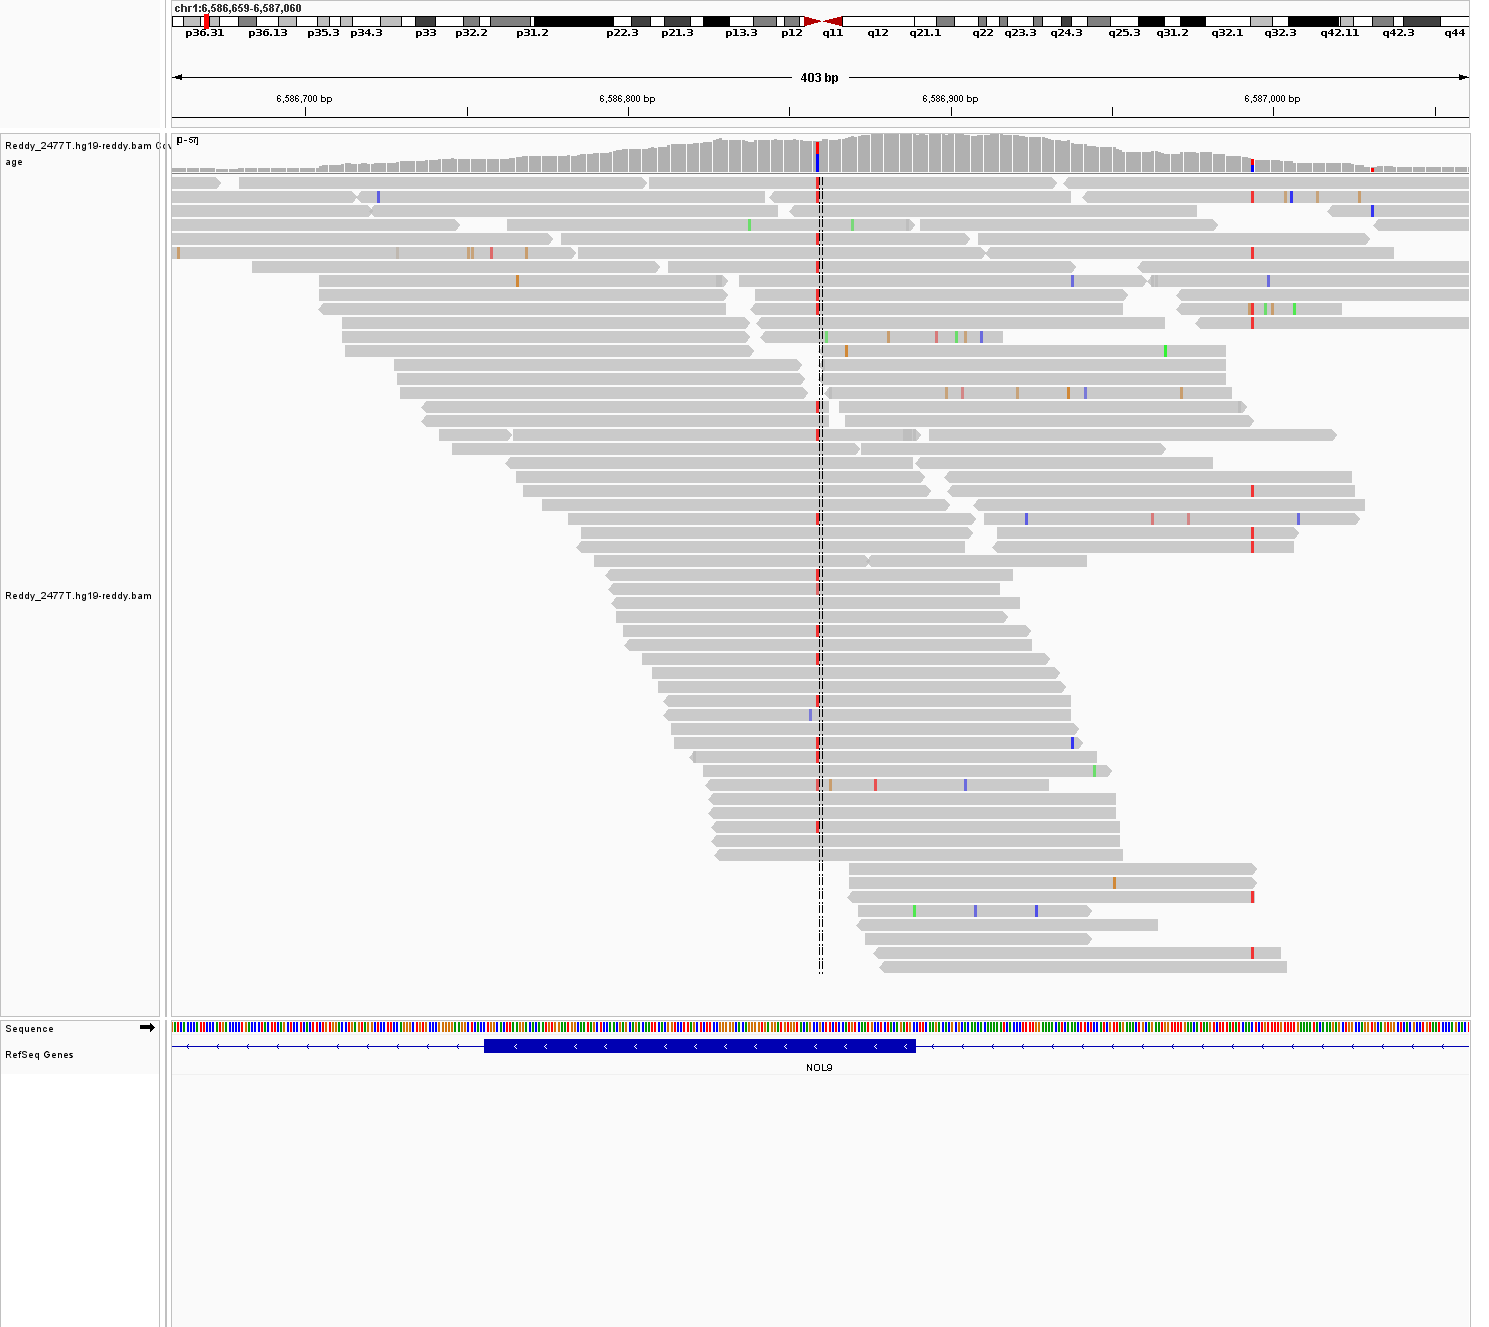 chr1:6,586,659-6,587,060
p36.31 p36.13 p35.3 p34.3 p33 p32.2 p31.2 p22.3 p21.3 p13.3 p12 q11 q12 q21.1 q22 q23.3 q24.3 q25.3 q31.2 q32.1 q32.3 q42.11 q42.3 q44
403 bp
6,586,700 bp 6,586,800 bp 6,586,900 bp 6,587,000 bp
[0-57]
Reddy_2477T.hg19-reddy.bam Cov
age
Reddy_2477T.hg19-reddy.bam
Sequence
RefSeq Genes
NOL9